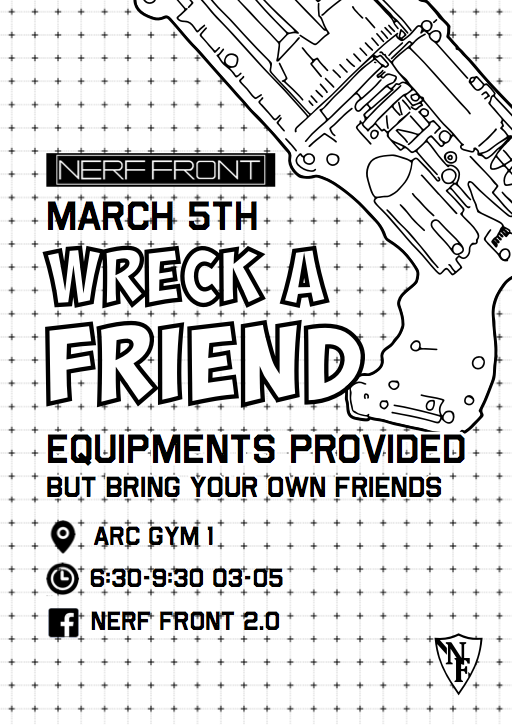 NERF FRONT
MARCH 5TH
WRECK A
FRIEND
EQUIPMENTS PROVIDED
BUT BRING YOUR OWN FRIENDS
ARC GYM 1
6:30-9:30 03-05
NERF FRONT 2.0
NF